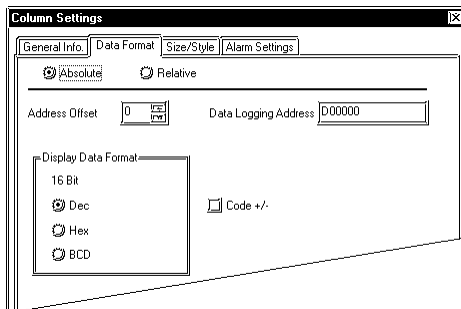 Column Settings
General Info. Data Format Size/Style Alarm Settings
Absolute Relative
Address Offset 0 Data Logging Address D00000
Display Data Format
16 Bit
Dec Code +/-
Hex
BCD